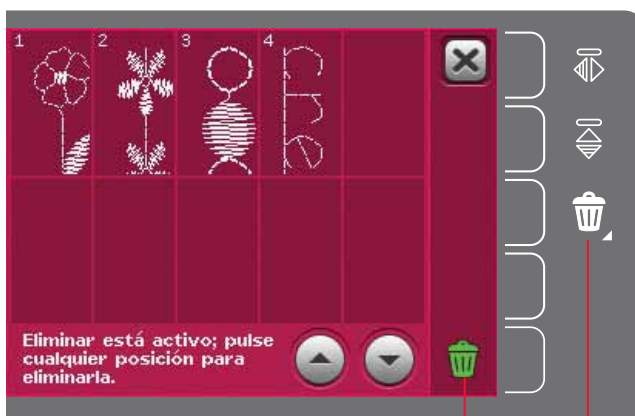 1 2 3 4
Eliminar está activo; pulse
cualquier posición para
eliminarla.